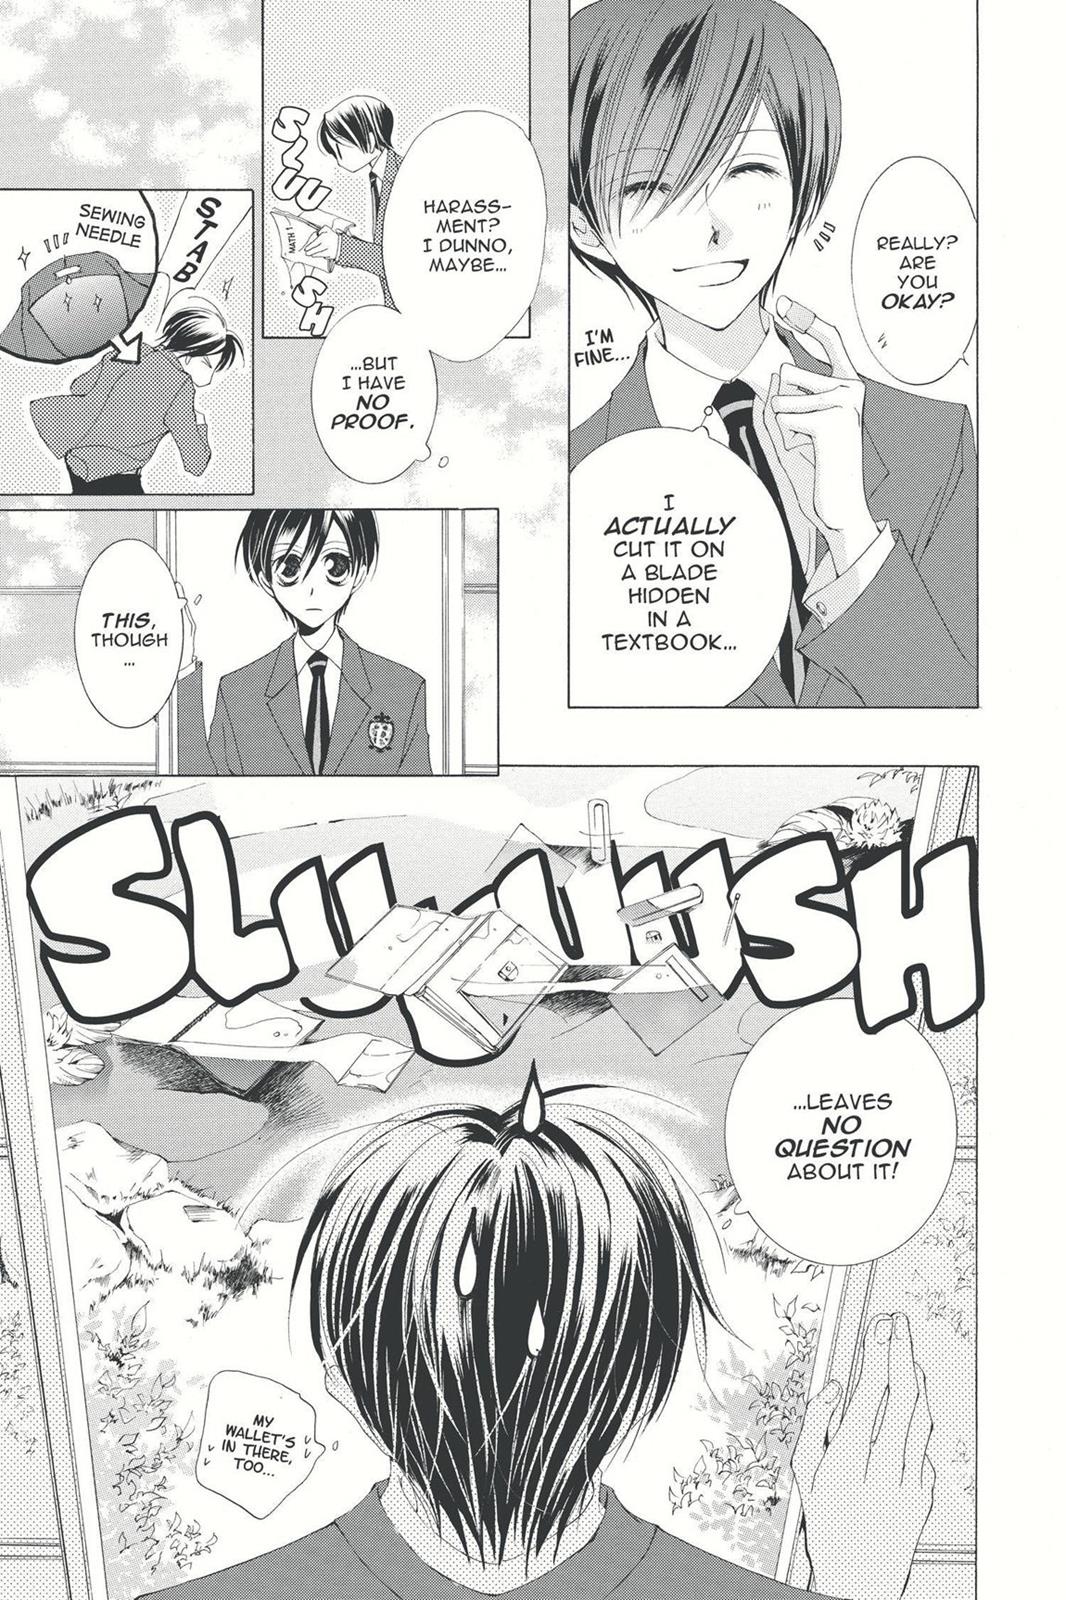 REALLY?
ARE
YOU
OKAY?
I'M
FINE...
I
ACTUALLY
CUT IT ON
A BLADE
HIDDEN
IN A
TEXTBOOK...
HARASS-
MENT?
I DUNNO,
MAYBE...
SLUU
SH
MATH 1
...BUT
I HAVE
NO
PROOF.
STAB
SEWING
NEEDLE
THIS,
THOUGH
...
SLUUUUSH
...LEAVES
NO
QUESTION
ABOUT IT!
MY
WALLET'S
IN THERE,
TOO...